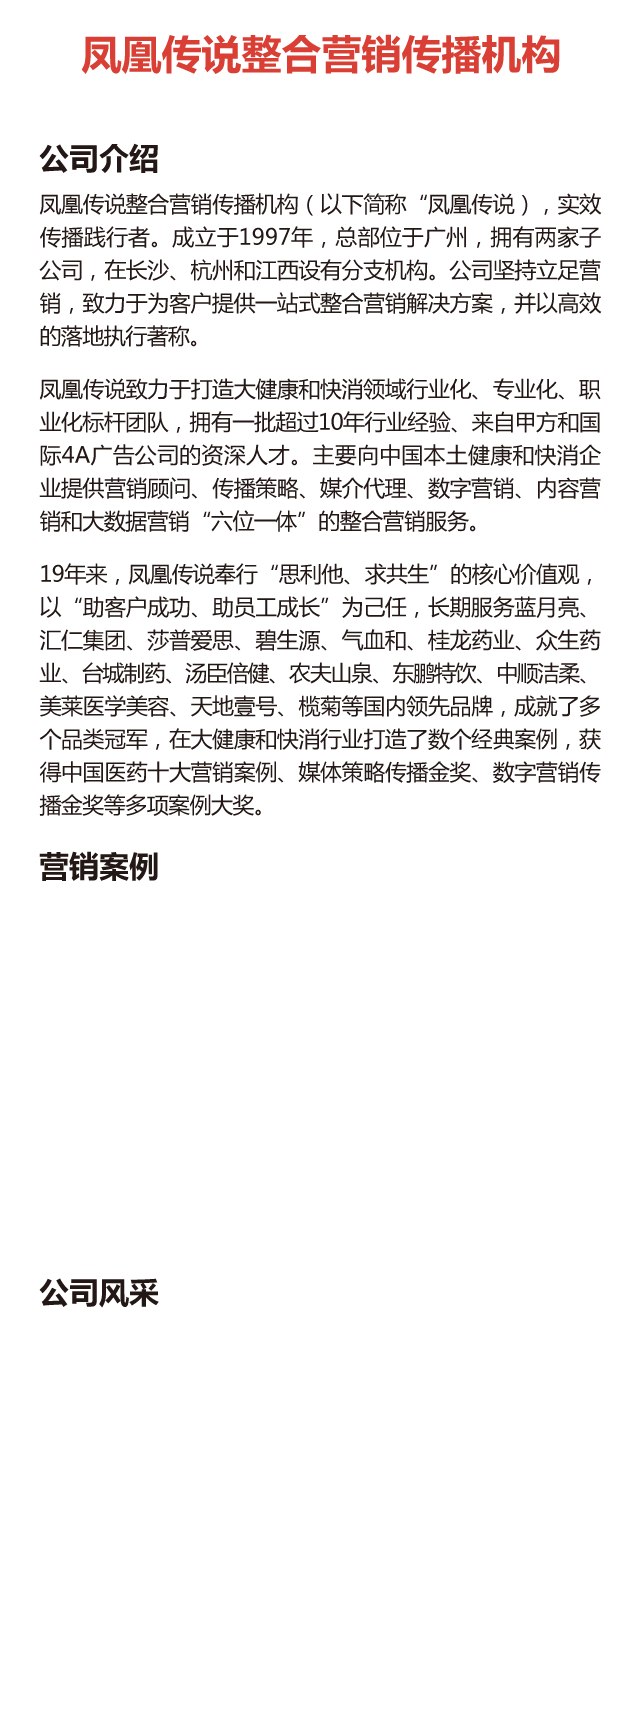 凤凰传说整合营销传播机构
公司介绍
凤凰传说整合营销传播机构（以下简称“凤凰传说），实效
传播践行者。成立于1997年，总部位于广州，拥有两家子
公司，在长沙、杭州和江西设有分支机构。公司坚持立足营
销，致力于为客户提供一站式整合营销解决方案，并以高效
的落地执行著称。
凤凰传说致力于打造大健康和快消领域行业化、专业化、职
业化标杆团队，拥有一批超过10年行业经验、来自甲方和国
际4A广告公司的资深人才。主要向中国本土健康和快消企
业提供营销顾问、传播策略、媒介代理、数字营销、内容营
销和大数据营销“六位一体”的整合营销服务。
19年来，凤凰传说奉行“思利他、求共生”的核心价值观，
以“助客户成功、助员工成长”为己任，长期服务蓝月亮、
汇仁集团、莎普爱思、碧生源、气血和、桂龙药业、众生药
业、台城制药、汤臣倍健、农夫山泉、东鹏特饮、中顺洁柔、
美莱医学美容、天地壹号、榄菊等国内领先品牌，成就了多
个品类冠军，在大健康和快消行业打造了数个经典案例，获
得中国医药十大营销案例、媒体策略传播金奖、数字营销传
播金奖等多项案例大奖。
营销案例
公司风采